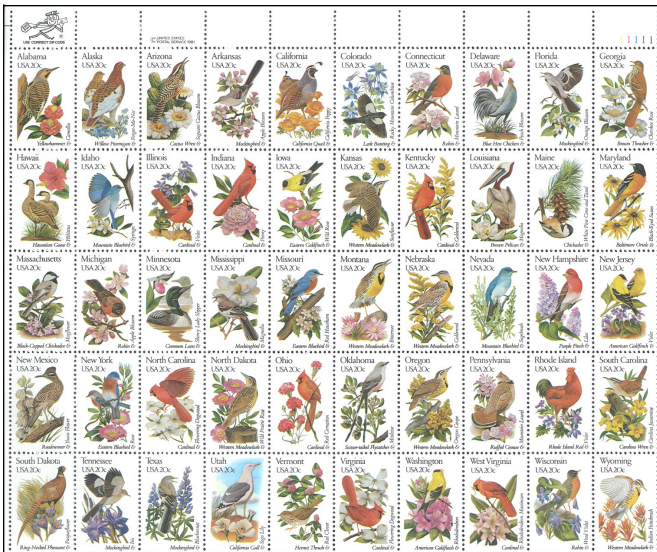 USE CORRECT ZIP CODE
UNITED STATES
POSTAL SERVICE 1981
11111
Alabama
USA 20c
Yellowhammer &
Camellia
Alaska
USA 20c
Willow Ptarmigan &
Forget-Me-Not
Arizona
USA 20c
Cactus Wren &
Saguaro Cactus Blossom
Arkansas
USA 20c
Mockingbird &
Apple Blossom
California
USA 20c
California Quail &
California Poppy
Colorado
USA 20c
Lark Bunting &
Rocky Mountain Columbine
Connecticut
USA 20c
Robin &
Mountain Laurel
Delaware
USA 20c
Blue Hen Chicken &
Peach Blossom
Florida
USA 20c
Mockingbird &
Orange Blossom
Georgia
USA 20c
Brown Thrasher &
Cherokee Rose
Hawaii
USA 20c
Hawaiian Goose &
Hibiscus
Idaho
USA 20c
Mountain Bluebird &
Syringa
Illinois
USA 20c
Cardinal &
Violet
Indiana
USA 20c
Cardinal &
Peony
Iowa
USA 20c
Eastern Goldfinch &
Wild Rose
Kansas
USA 20c
Western Meadowlark &
Sunflower
Kentucky
USA 20c
Cardinal &
Goldenrod
Louisiana
USA 20c
Brown Pelican &
Magnolia
Maine
USA 20c
Chickadee &
White Pine Cone and Tassel
Maryland
USA 20c
Baltimore Oriole &
Black-Eyed Susan
Massachusetts
USA 20c
Black-Capped Chickadee &
Mayflower
Michigan
USA 20c
Robin &
Apple Blossom
Minnesota
USA 20c
Common Loon &
Showy Lady Slipper
Mississippi
USA 20c
Mockingbird &
Magnolia
Missouri
USA 20c
Eastern Bluebird &
Red Hawthorn
Montana
USA 20c
Western Meadowlark &
Bitterroot
Nebraska
USA 20c
Western Meadowlark &
Goldenrod
Nevada
USA 20c
Mountain Bluebird &
Sagebrush
New Hampshire
USA 20c
Purple Finch &
Lilac
New Jersey
USA 20c
American Goldfinch &
Violet
New Mexico
USA 20c
Roadrunner &
Yucca Flower
New York
USA 20c
Eastern Bluebird &
Rose
North Carolina
USA 20c
Cardinal &
Flowering Dogwood
North Dakota
USA 20c
Western Meadowlark &
Wild Prairie Rose
Ohio
USA 20c
Cardinal &
Red Carnation
Oklahoma
USA 20c
Scissor-tailed Flycatcher &
Mistletoe
Oregon
USA 20c
Western Meadowlark &
Oregon Grape
Pennsylvania
USA 20c
Ruffed Grouse &
Mountain Laurel
Rhode Island
USA 20c
Rhode Island Red &
Violet
South Carolina
USA 20c
Carolina Wren &
Carolina Jessamine
South Dakota
USA 20c
Ring-Necked Pheasant &
Pasqueflower
Tennessee
USA 20c
Mockingbird &
Iris
Texas
USA 20c
Mockingbird &
Bluebonnet
Utah
USA 20c
California Gull &
Sego Lily
Vermont
USA 20c
Hermit Thrush &
Red Clover
Virginia
USA 20c
Cardinal &
Flowering Dogwood
Washington
USA 20c
American Goldfinch &
Rhododendron
West Virginia
USA 20c
Cardinal &
Rhododendron Maximum
Wisconsin
USA 20c
Robin &
Wood Violet
Wyoming
USA 20c
Western Meadowlark &
Indian Paintbrush